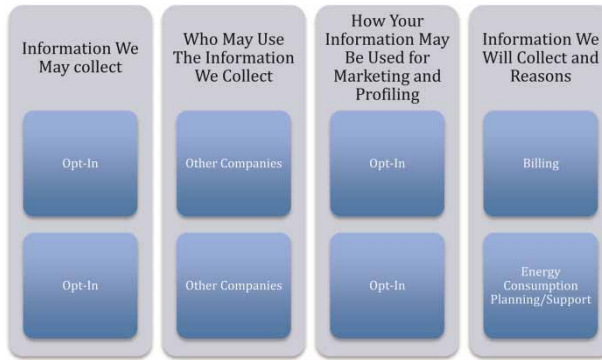 Information We
May collect
Opt-In
Opt-In
Who May Use
The Information
We Collect
Other Companies
Other Companies
How Your
Information May
Be Used for
Marketing and
Profiling
Opt-In
Opt-In
Information We
Will Collect and
Reasons
Billing
Energy
Consumption
Planning/Support